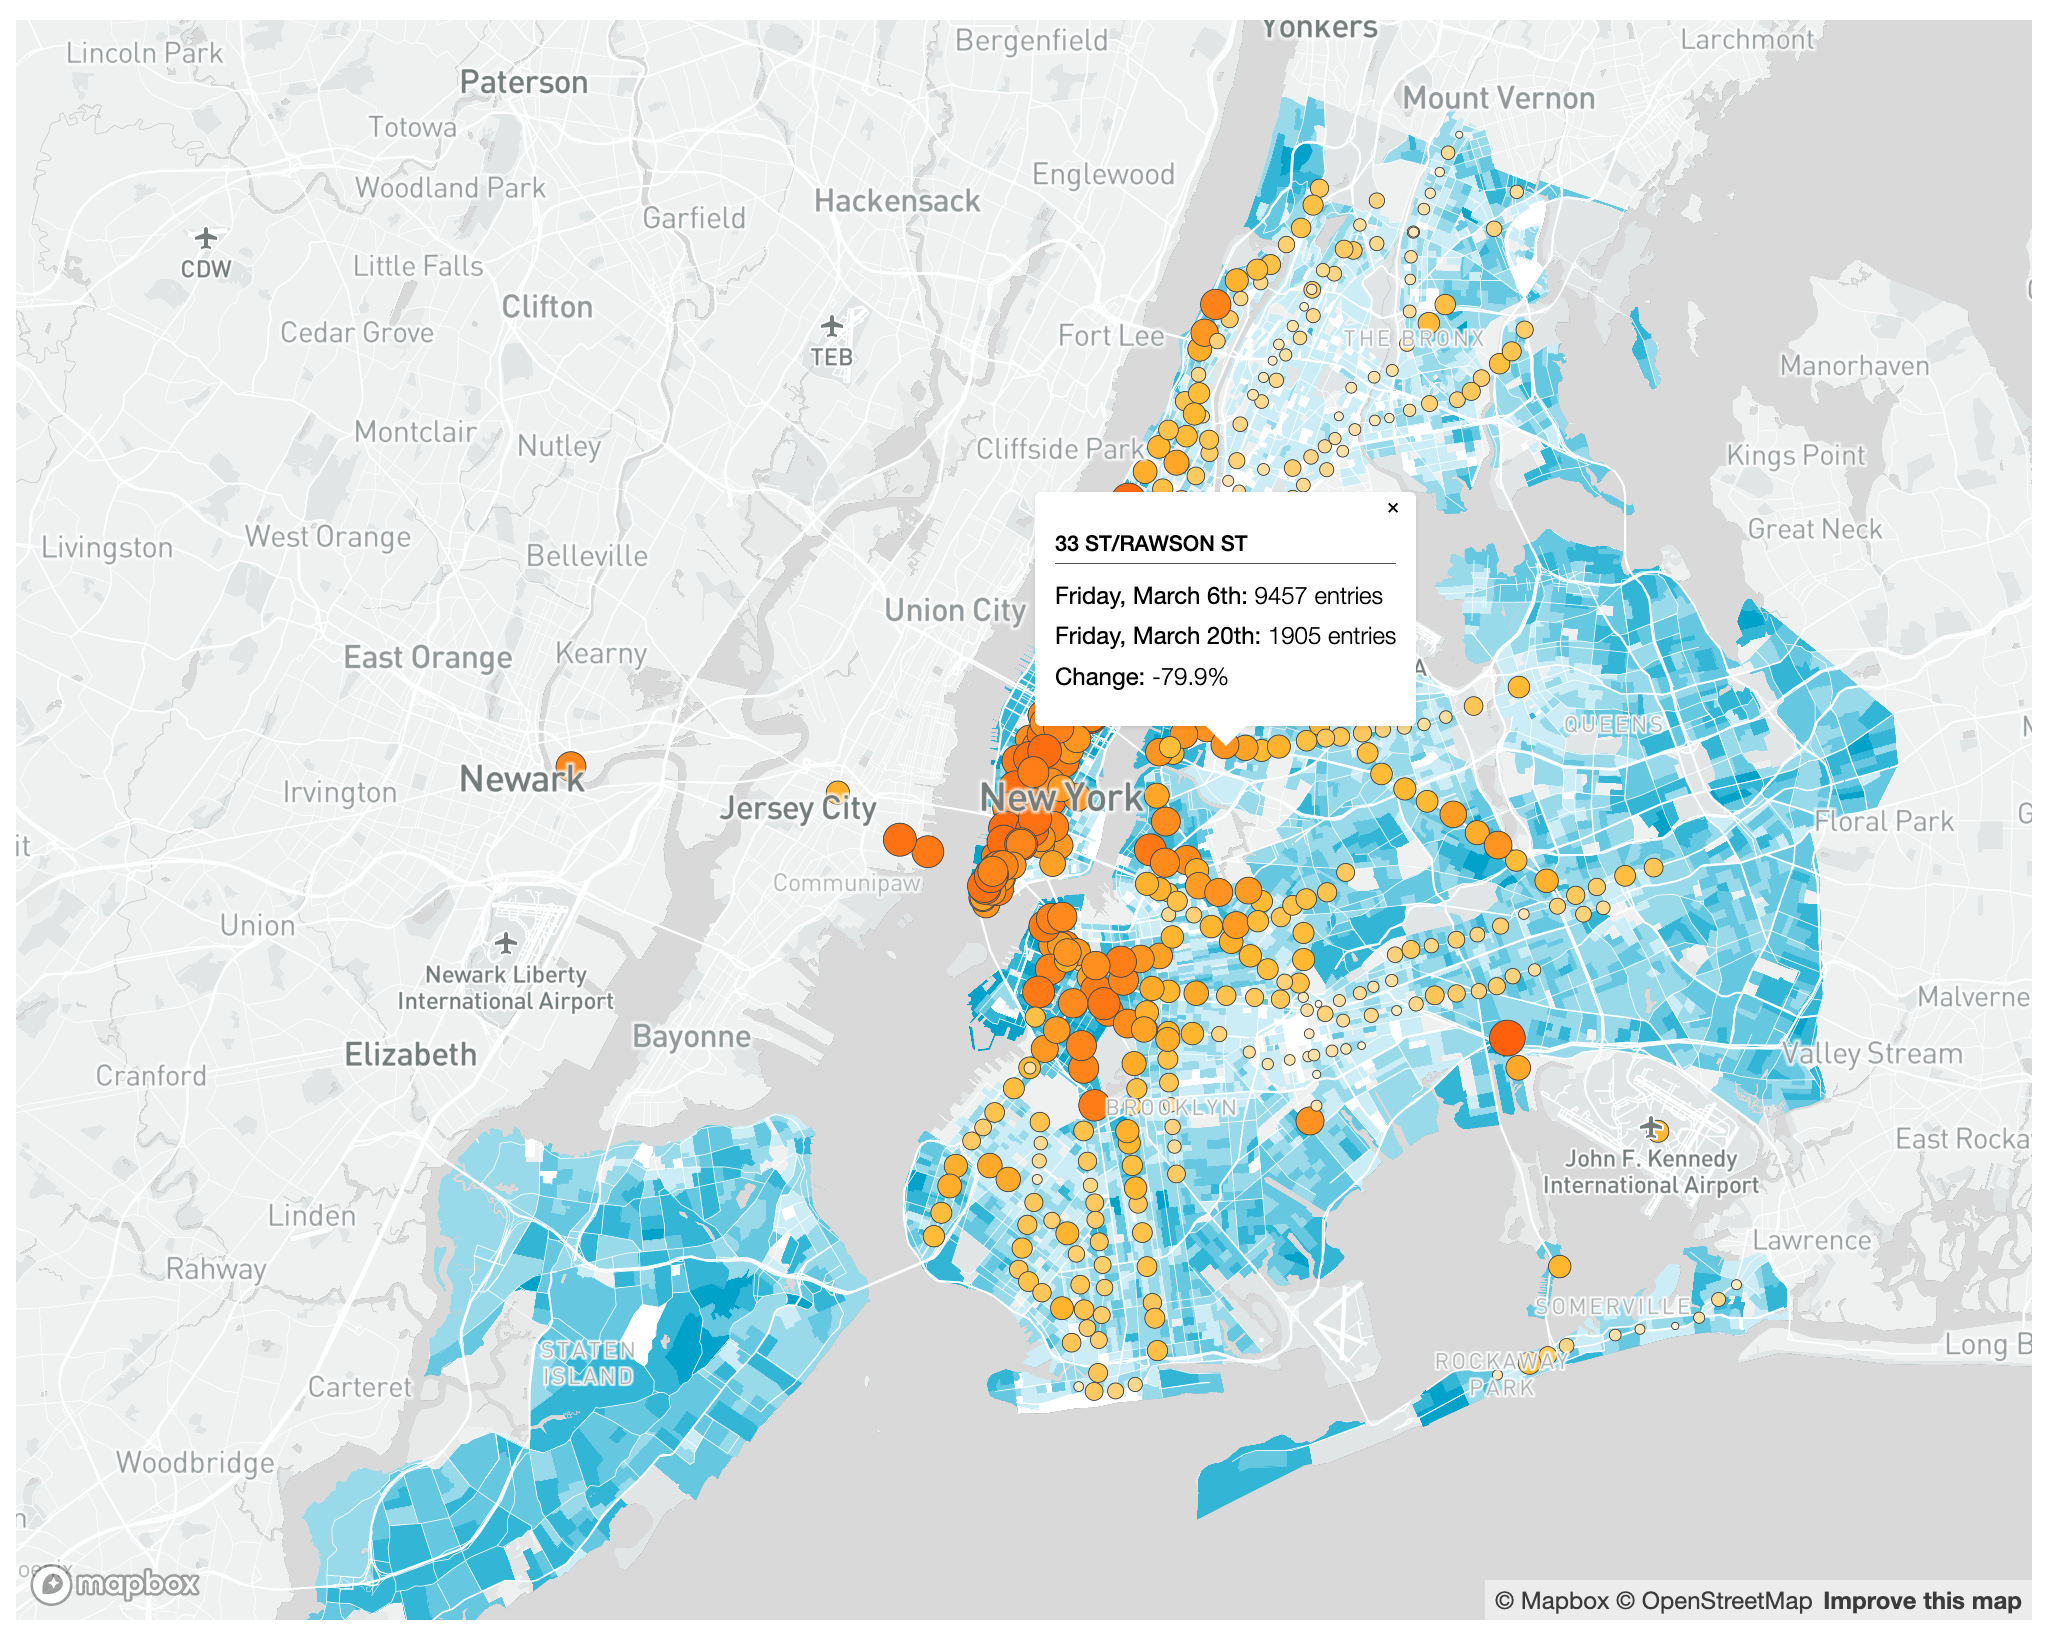 Yonkers
Bergenfield
Larchmont
Lincoln Park
Paterson
Mount Vernon
Totowa
Englewood
Woodland Park
Hackensack
Garfield
CDW
Little Falls
Clifton
Cedar Grove
TEB
Fort Lee
THE BRONX
Manorhaven
Montclair
Nutley
Cliffside Park
Kings Point
Great Neck
Livingston
West Orange
Belleville
×
33 ST/RAWSON ST
Friday, March 6th: 9457 entries
Friday, March 20th: 1905 entries
Change: -79.9%
Union City
East Orange
Kearny
A
QUEENS
Newark
Irvington
Jersey City
New York
Floral Park
it
Communipaw
Union
Newark Liberty
International Airport
Malverne
Bayonne
Elizabeth
Cranford
Valley Stream
BROOKLYN
East Rocka
John F. Kennedy
International Airport
Linden
Lawrence
Rahway
SOMERVILLE
STATEN
ISLAND
Long B
ROCKAWAY
PARK
Carteret
Woodbridge
mapbox
© Mapbox © OpenStreetMap Improve this map